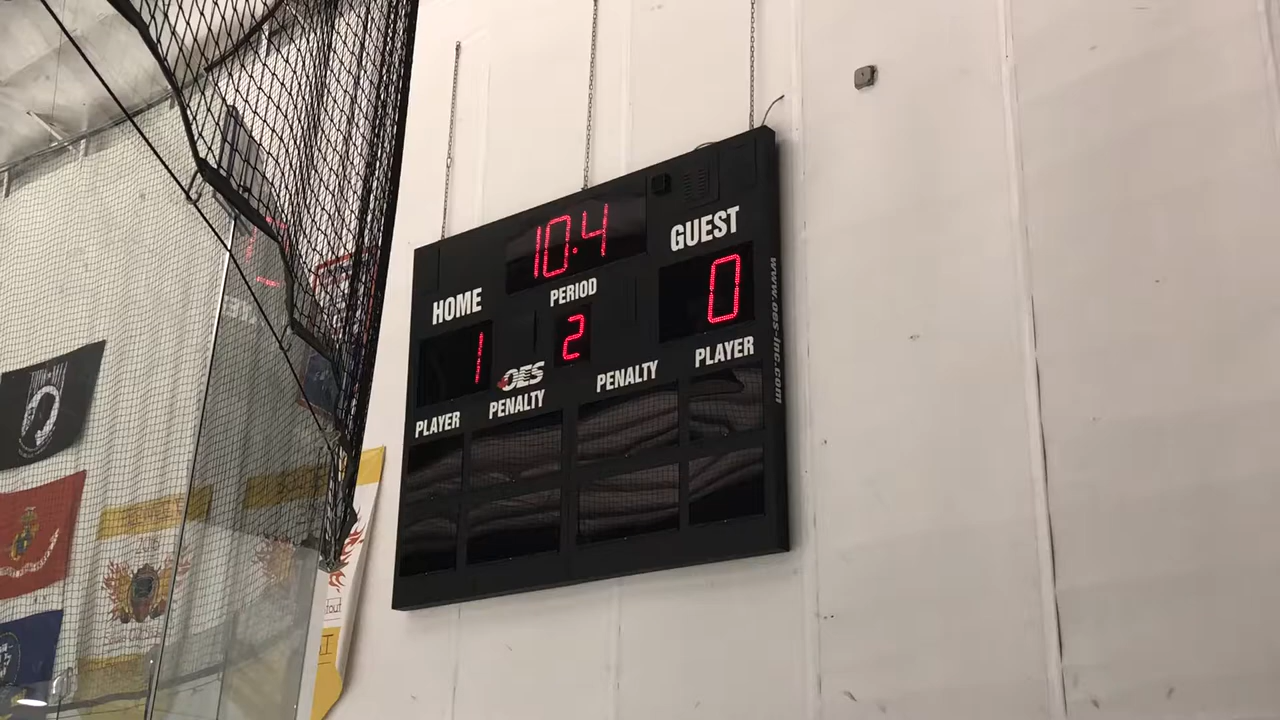 10.4
GUEST
0
HOME
PERIOD
1
2
OES
PENALTY
PLAYER
PLAYER
PENALTY
www.oes-inc.com